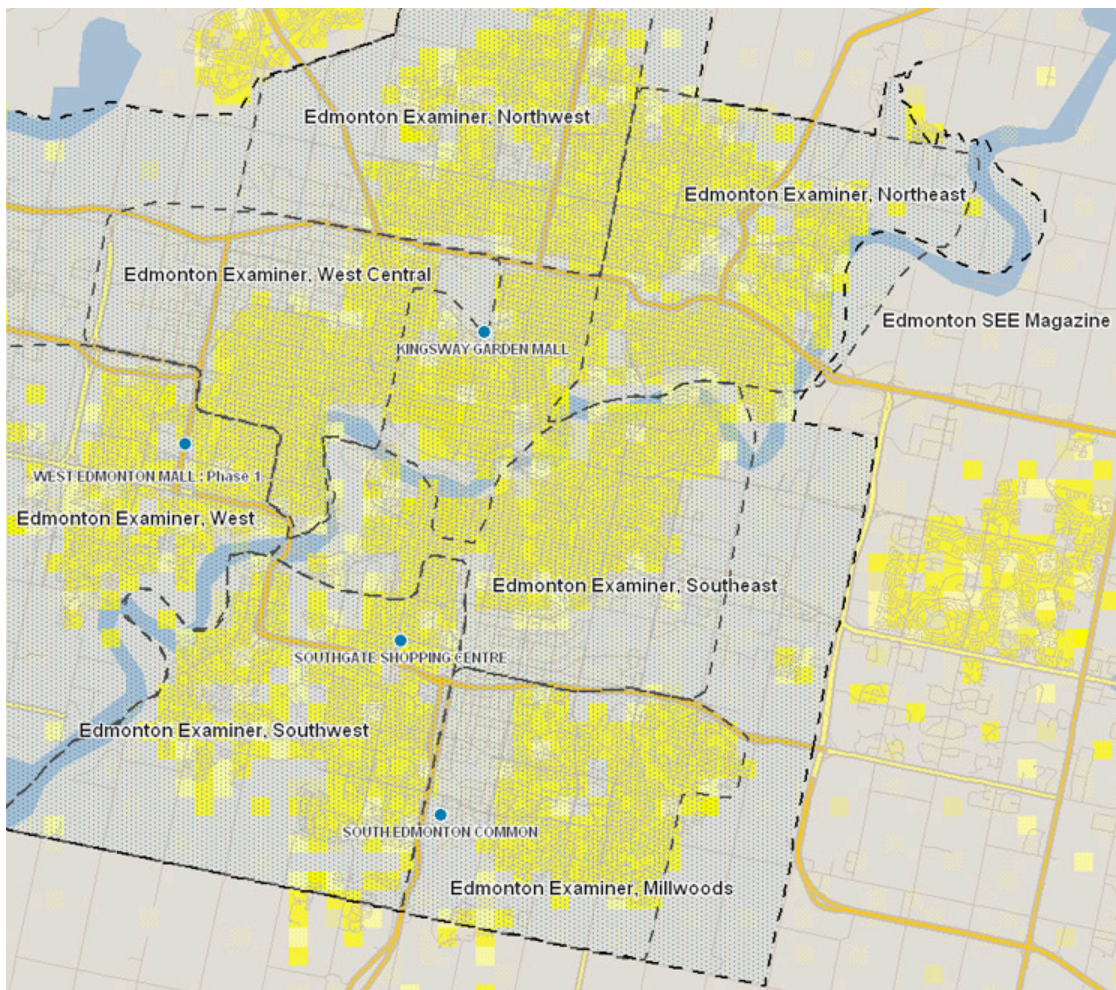 Edmonton Examiner, Northwest
Edmonton Examiner, Northeast
Edmonton Examiner, West Central
Edmonton SEE Magazine
KINGSWAY GARDEN MALL
WEST EDMONTON MALL : Phase 1
Edmonton Examiner, West
Edmonton Examiner, Southeast
SOUTHGATE SHOPPING CENTRE
Edmonton Examiner, Southwest
SOUTH EDMONTON COMMON
Edmonton Examiner, Millwoods